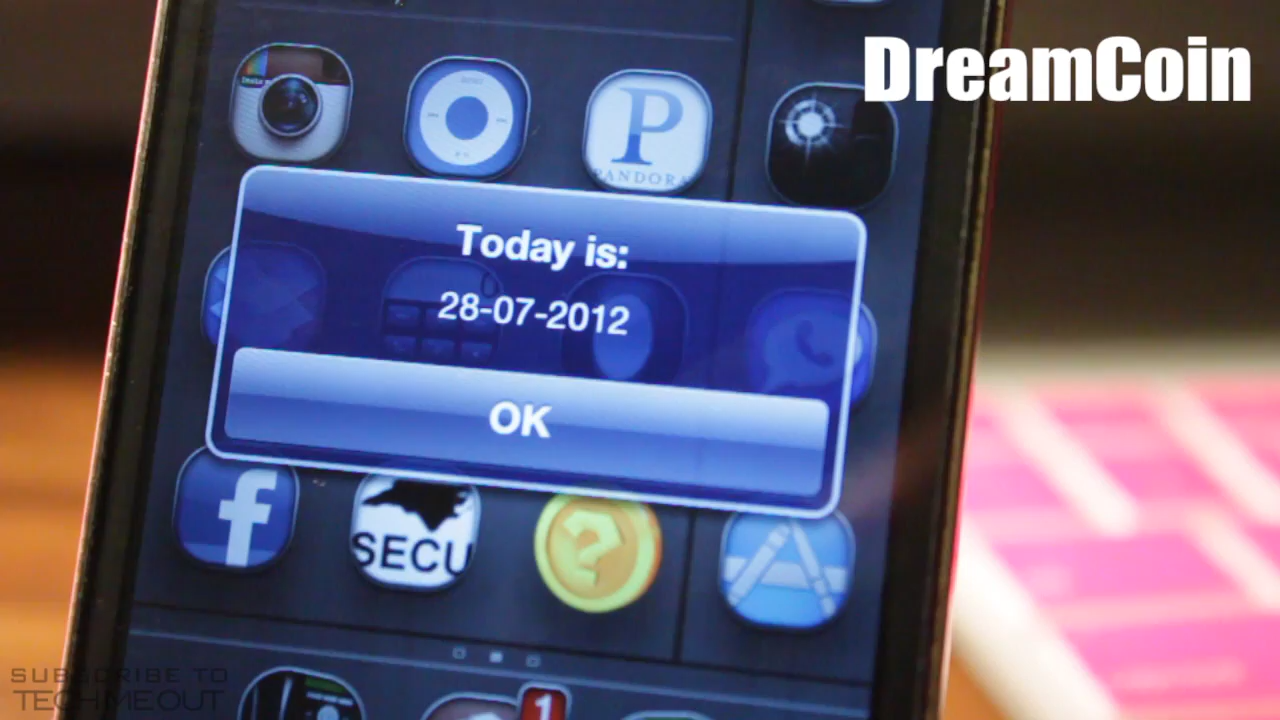 DreamCoin
P
PANDORA
Today is:
28-07-2012
OK
f
SECU
1
SUBSCRIBE TO
TECHMEOUT